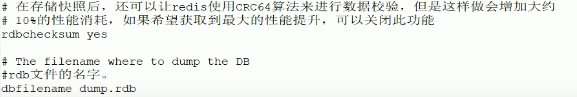 # 在存储快照后，还可以让redis使用CRC64算法来进行数据校验，但是这样做会增加大约
# 10%的性能消耗，如果希望获取到最大的性能提升，可以关闭此功能
rdbchecksum yes
# The filename where to dump the DB
#rdb文件的名字。
dbfilename dump.rdb